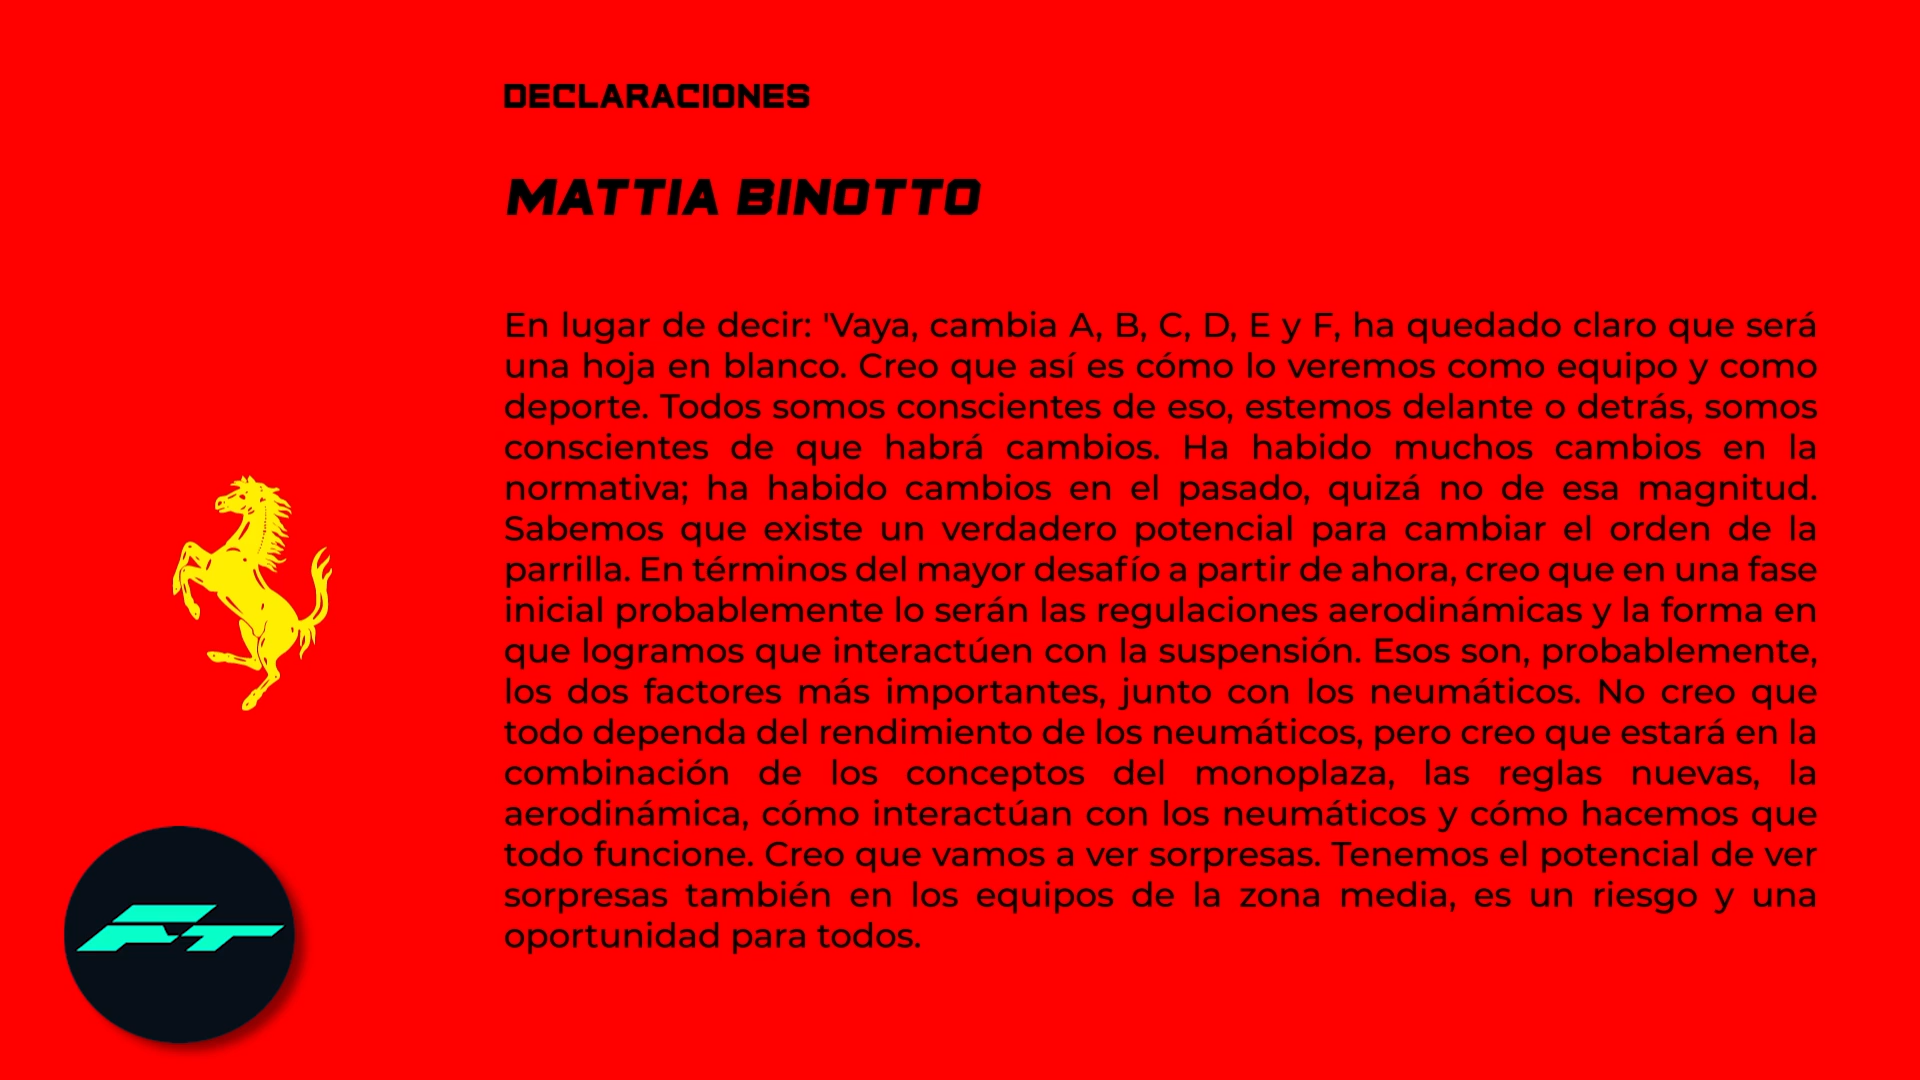 DECLARACIONES
MATTIA BINOTTO
En lugar de decir: 'Vaya, cambia A, B, C, D, E y F, ha quedado claro que será
una hoja en blanco. Creo que así es cómo lo veremos como equipo y como
deporte. Todos somos conscientes de eso, estemos delante o detrás, somos
conscientes de que habrá cambios. Ha habido muchos cambios en la
normativa; ha habido cambios en el pasado, quizá no de esa magnitud.
Sabemos que existe un verdadero potencial para cambiar el orden de la
parrilla. En términos del mayor desafío a partir de ahora, creo que en una fase
inicial probablemente lo serán las regulaciones aerodinámicas y la forma en
que logramos que interactúen con la suspensión. Esos son, probablemente,
los dos factores más importantes, junto con los neumáticos. No creo que
todo dependa del rendimiento de los neumáticos, pero creo que estará en la
combinación de los conceptos del monoplaza, las reglas nuevas, la
aerodinámica, cómo interactúan con los neumáticos y cómo hacemos que
todo funcione. Creo que vamos a ver sorpresas. Tenemos el potencial de ver
sorpresas también en los equipos de la zona media, es un riesgo y una
oportunidad para todos.
FT